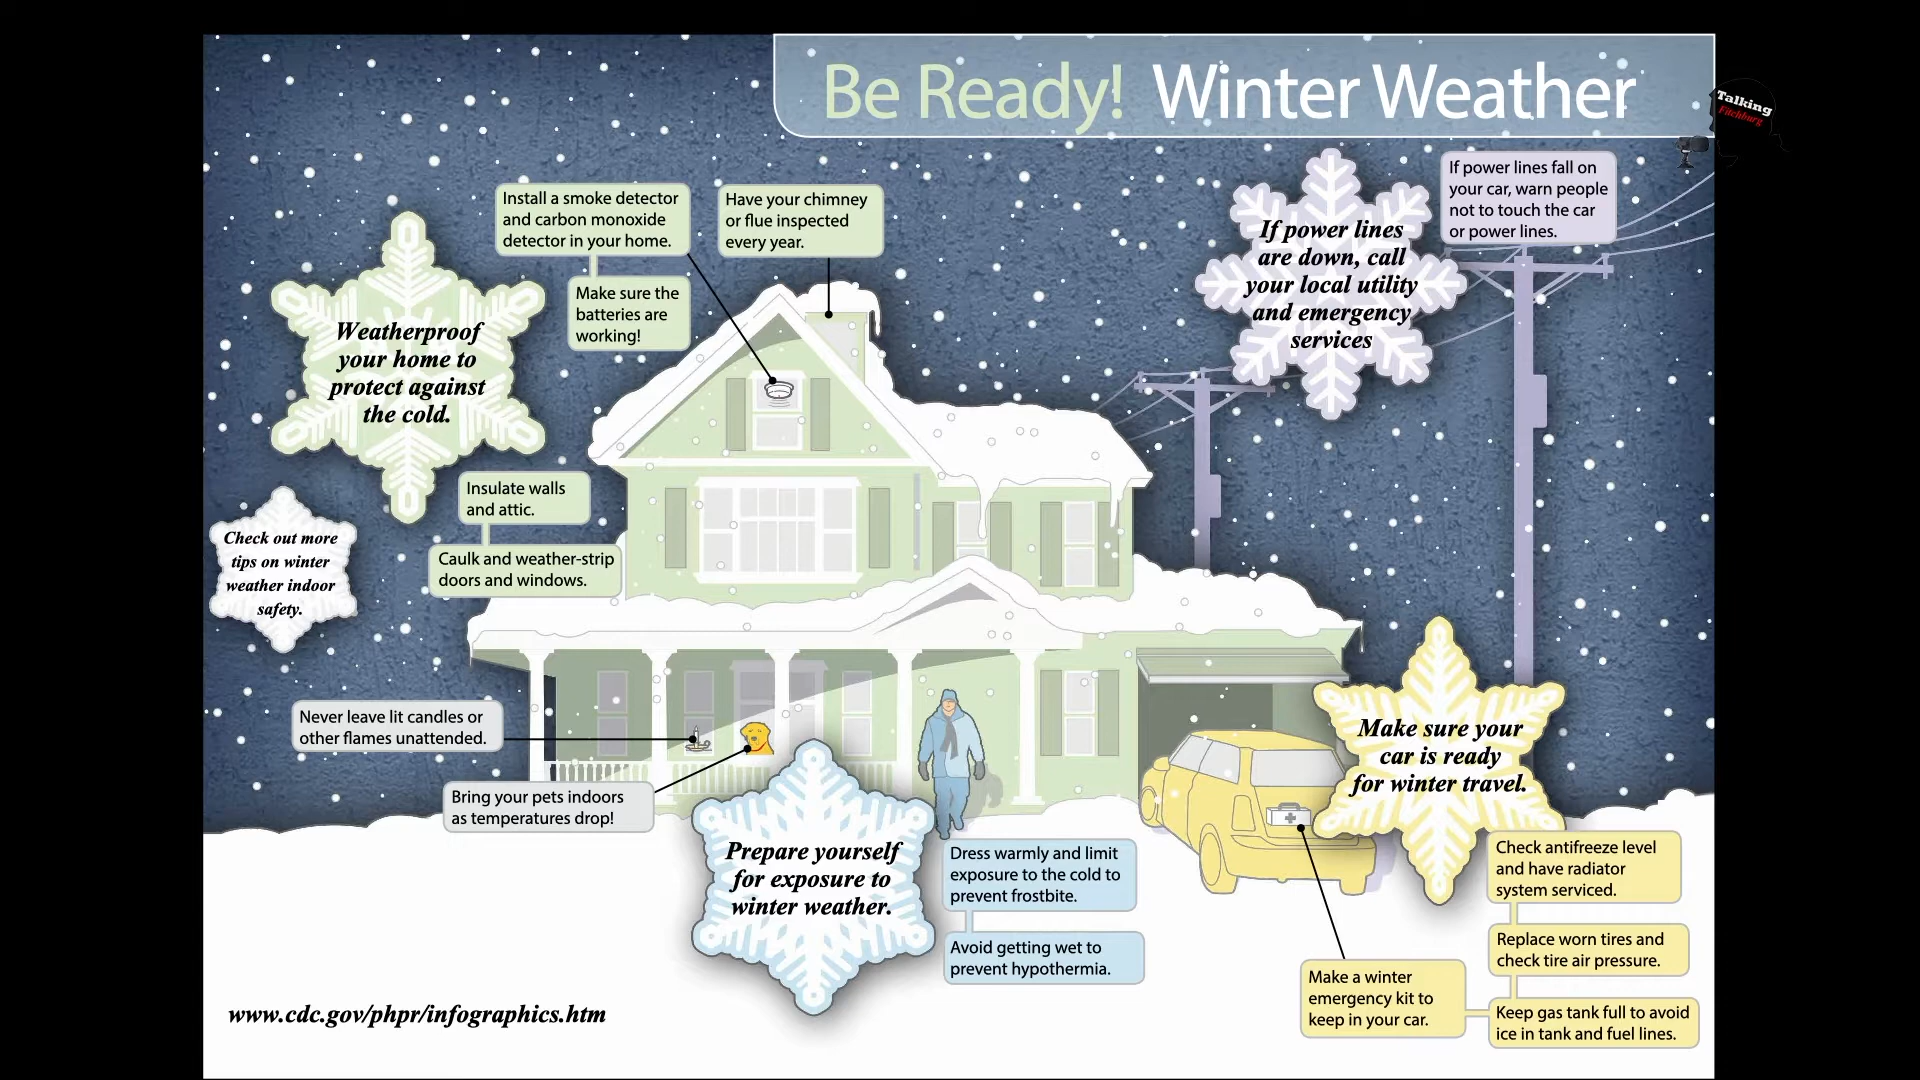 Be Ready! Winter Weather
Talking
Fitchburg
Install a smoke detector
and carbon monoxide
detector in your home.
Make sure the
batteries are
working!
Have your chimney
or flue inspected
every year.
If power lines
are down, call
your local utility
and emergency
services
If power lines fall on
your car, warn people
not to touch the car
or power lines.
Weatherproof
your home to
protect against
the cold.
Insulate walls
and attic.
Caulk and weather-strip
doors and windows.
Check out more
tips on winter
weather indoor
safety.
Never leave lit candles or
other flames unattended.
Bring your pets indoors
as temperatures drop!
Prepare yourself
for exposure to
winter weather.
Dress warmly and limit
exposure to the cold to
prevent frostbite.
Avoid getting wet to
prevent hypothermia.
Make sure your
car is ready
for winter travel.
Check antifreeze level
and have radiator
system serviced.
Replace worn tires and
check tire air pressure.
Keep gas tank full to avoid
ice in tank and fuel lines.
Make a winter
emergency kit to
keep in your car.
www.cdc.gov/phpr/infographics.htm